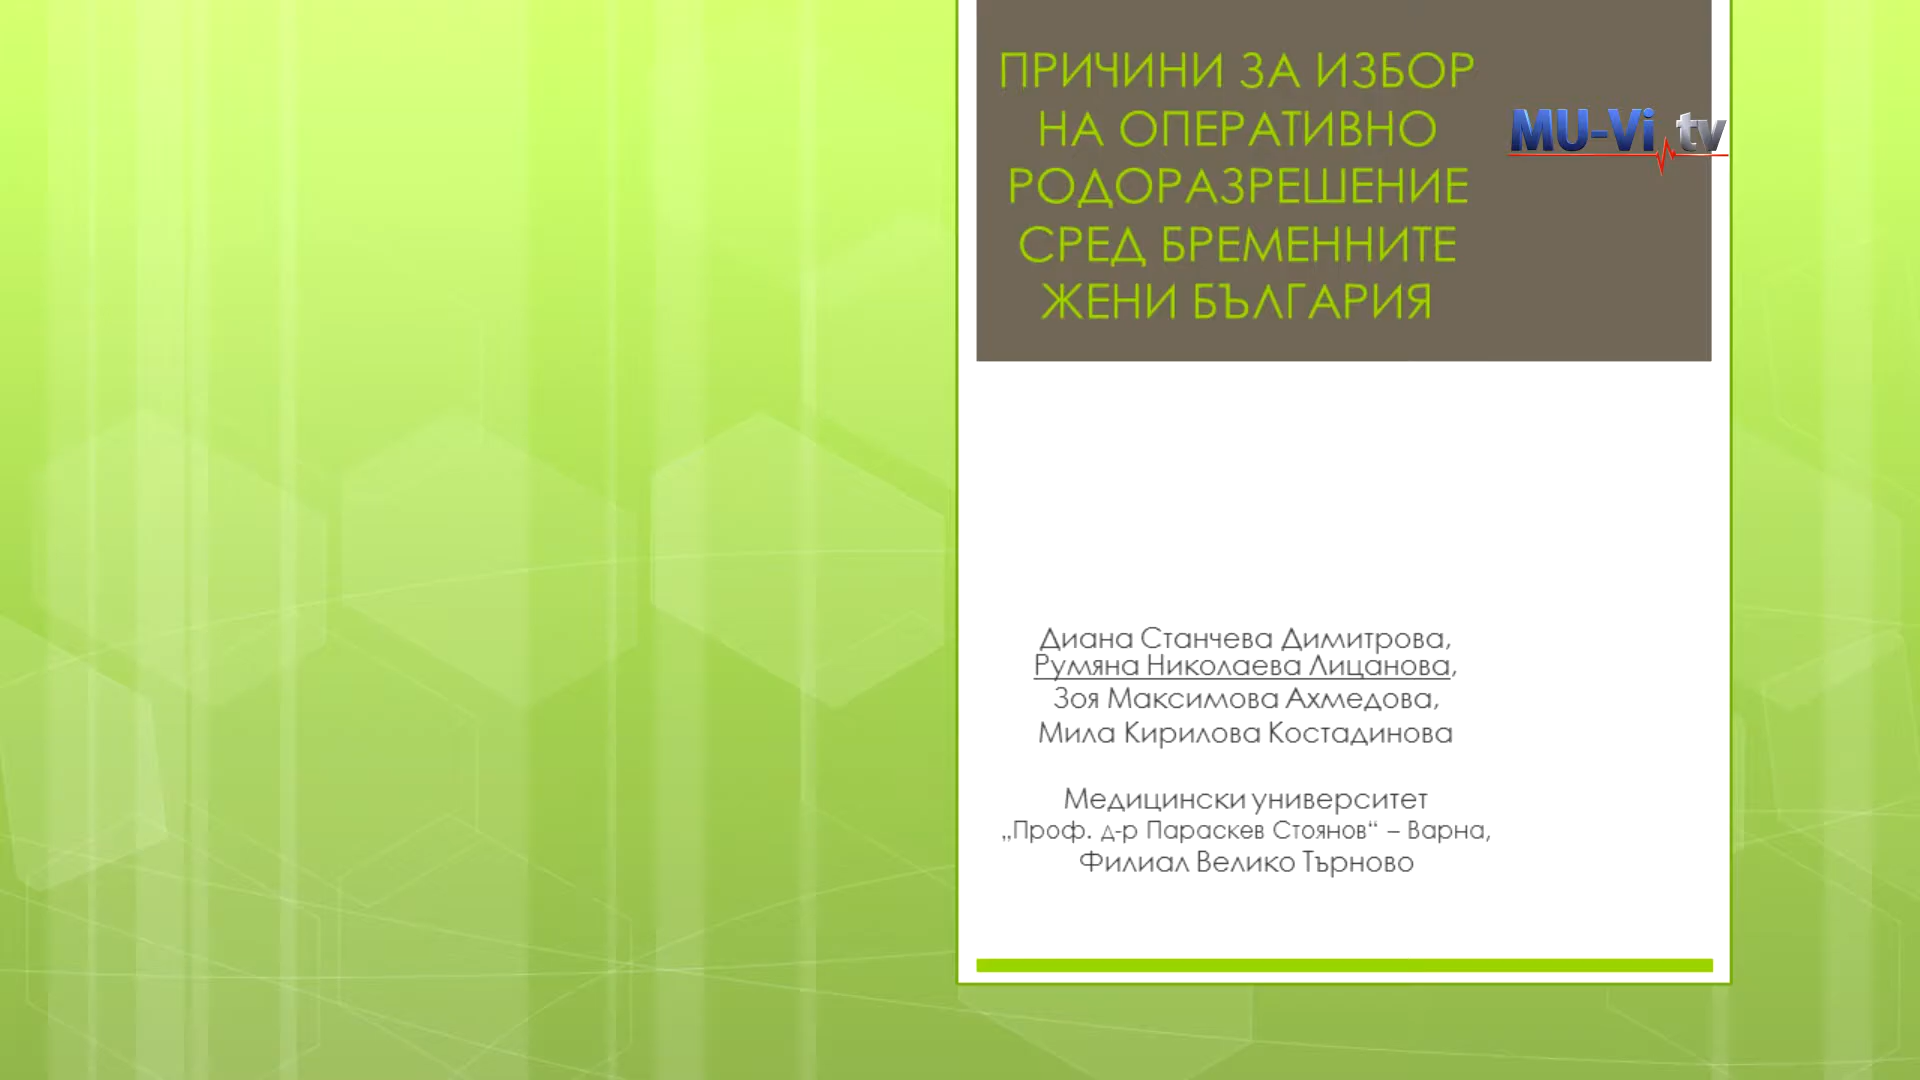 ПРИЧИНИ ЗА ИЗБОР
НА ОПЕРАТИВНО
РОДОРАЗРЕШЕНИЕ
СРЕД БРЕМЕННИТЕ
ЖЕНИ БЪЛГАРИЯ
MU-Vi.tv
Диана Станчева Димитрова,
Румяна Николаева Лицанова,
Зоя Максимова Ахмедова,
Мила Кирилова Костадинова
Медицински университет
„Проф. д-р Параскев Стоянов“ – Варна,
Филиал Велико Търново